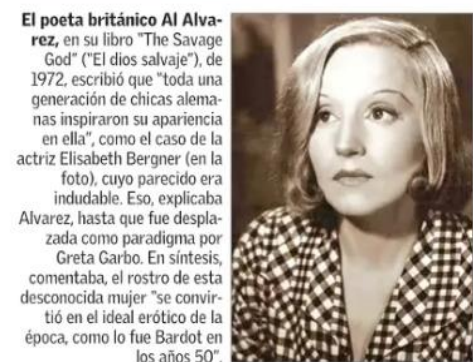 El poeta británico Al Alva-
rez, en su libro "The Savage
God" ("El dios salvaje"), de
1972, escribió que "toda una
generación de chicas alema-
nas inspiraron su apariencia
en ella", como el caso de la
actriz Elisabeth Bergner (en la
foto), cuyo parecido era
indudable. Eso, explicaba
Alvarez, hasta que fue despla-
zada como paradigma por
Greta Garbo. En síntesis,
comentaba, el rostro de esta
desconocida mujer "se convir-
tió en el ideal erótico de la
época, como lo fue Bardot en
los años 50".